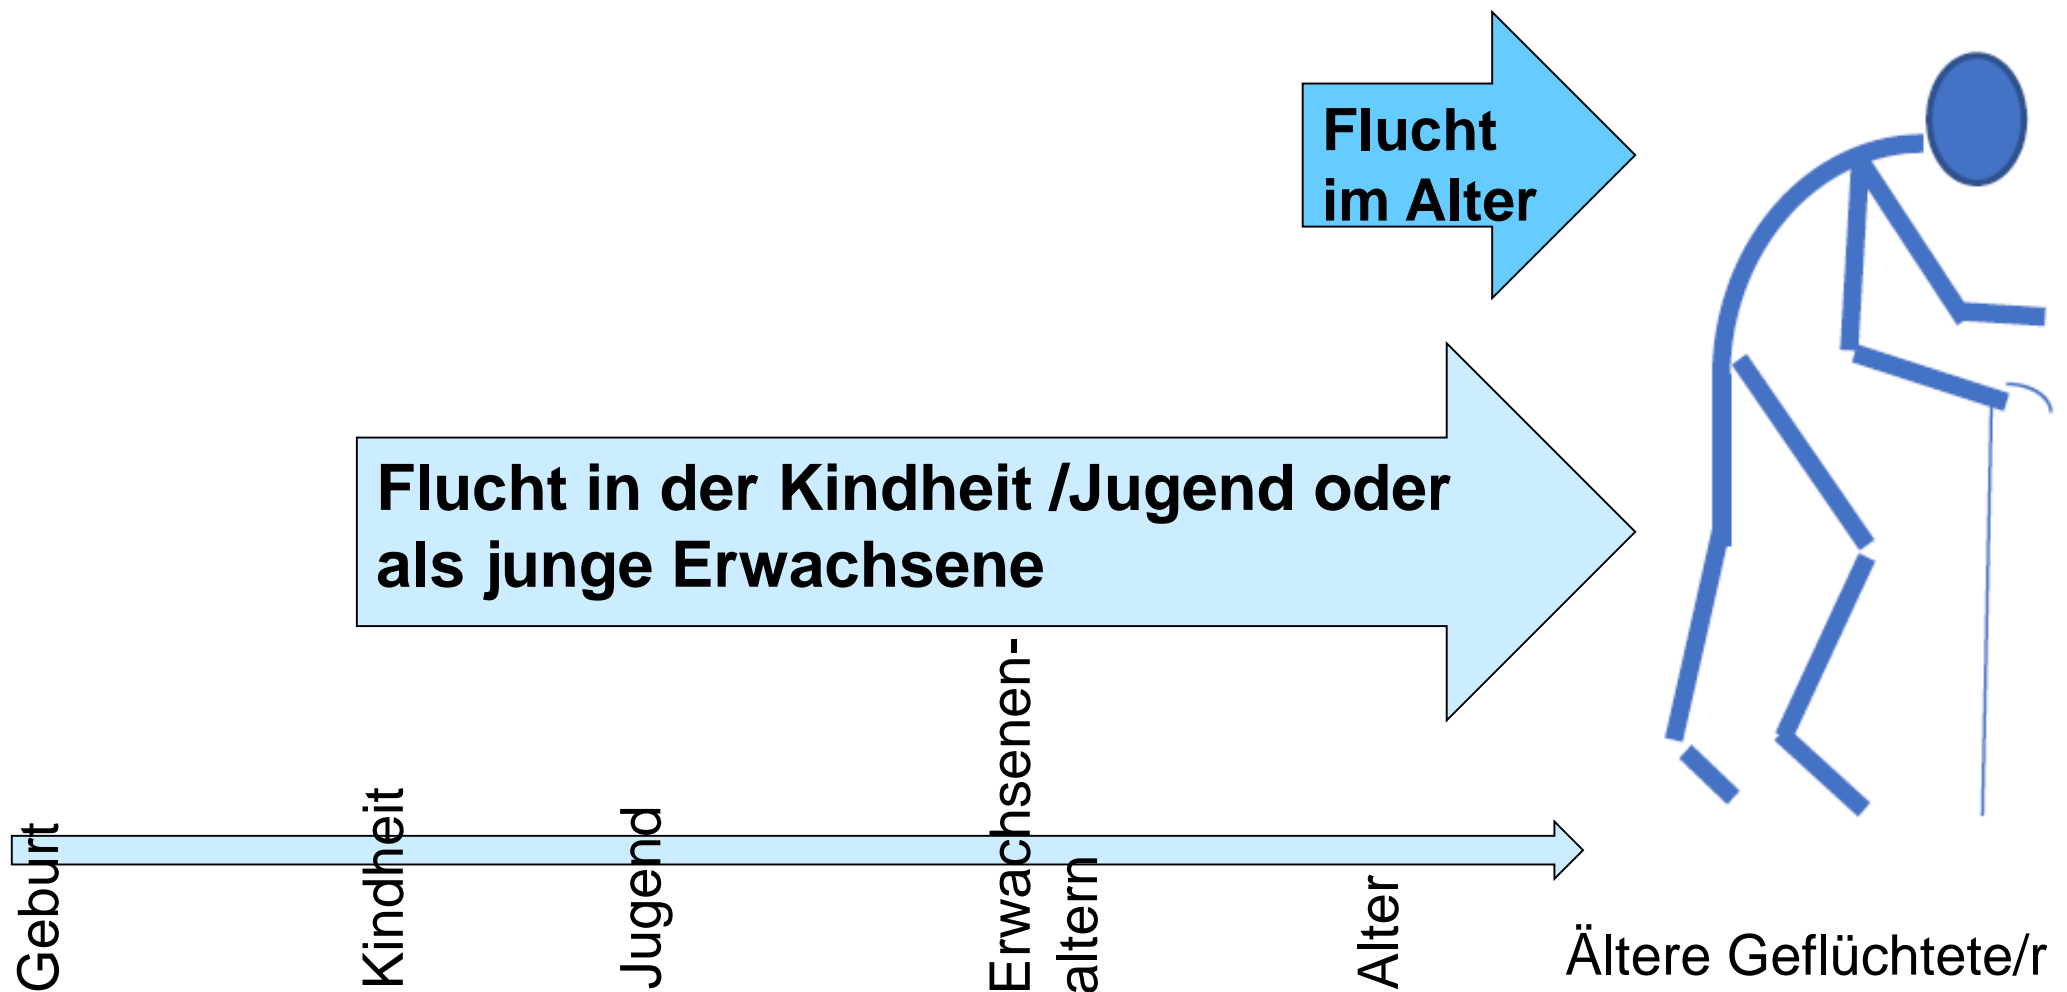 Flucht
im Alter
Flucht in der Kindheit /Jugend oder
als junge Erwachsene
Geburt
Kindheit
Jugend
Erwachsenen-
altern
Alter
Ältere Geflüchtete/r